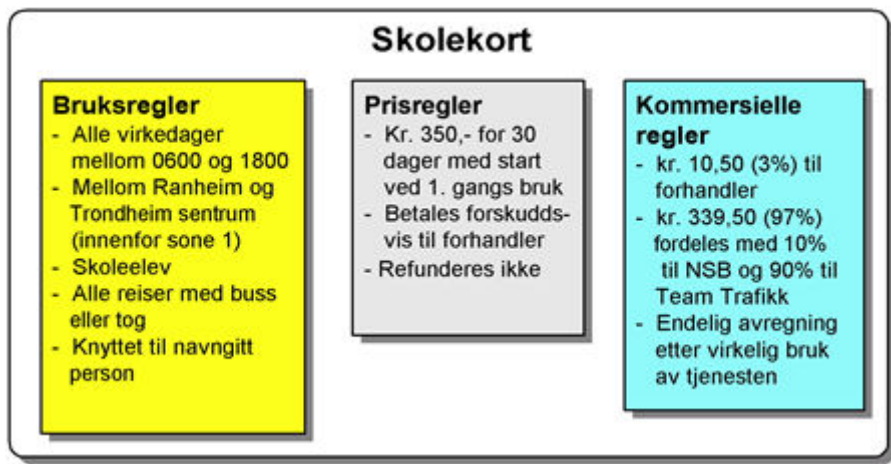 Skolekort
Bruksregler
- Alle virkedager
mellom 0600 og 1800
- Mellom Ranheim og
Trondheim sentrum
(innenfor sone 1)
- Skoleelev
- Alle reiser med buss
eller tog
- Knyttet til navngitt
person
Prisregler
- Kr. 350,- for 30
dager med start
ved 1. gangs bruk
- Betales forskudds-
vis til forhandler
- Refunderes ikke
Kommersielle
regler
- kr. 10,50 (3%) til
forhandler
- kr. 339,50 (97%)
fordeles med 10%
til NSB og 90% til
Team Trafikk
- Endelig avregning
etter virkelig bruk
av tjenesten